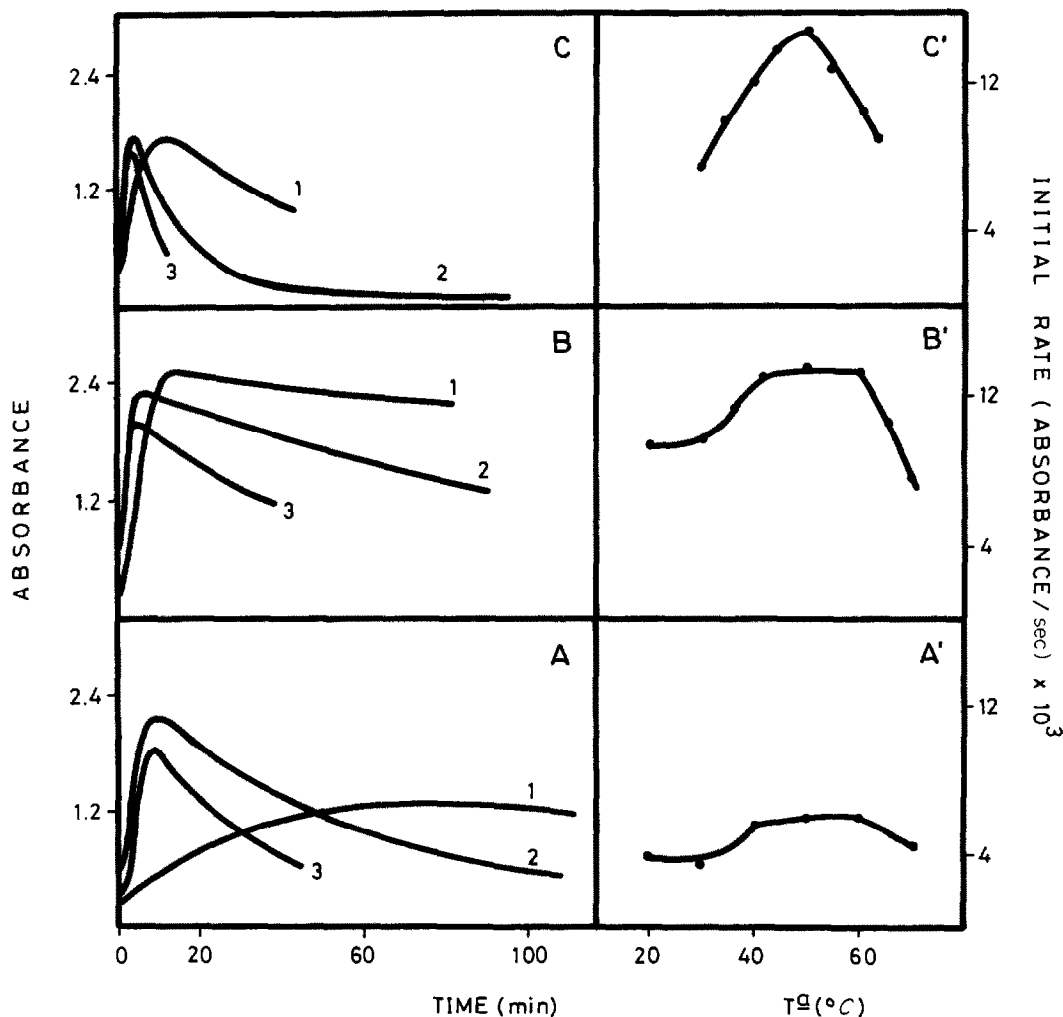 C
2.4
1.2
1
2
3
C'
12
4
B
2.4
1.2
1
2
3
B'
12
4
A
2.4
1.2
1
2
3
A'
12
4
0 20 60 100
20 40 60
TIME (min)
Tª (°C)
ABSORBANCE
INITIAL RATE (ABSORBANCE/sec) x 10³